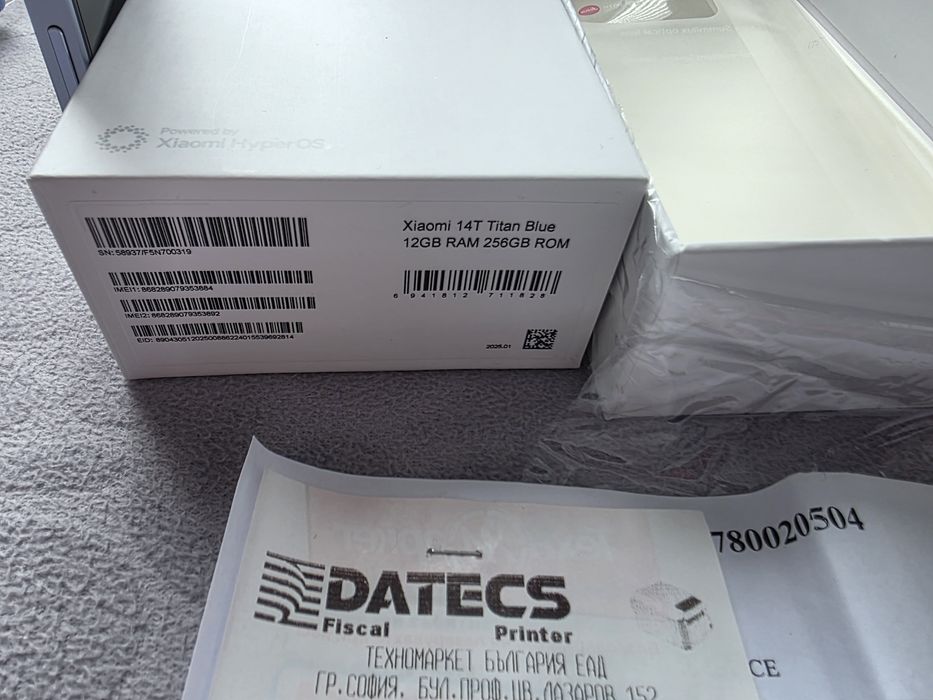 Powered by
Xiaomi HyperOS
SN: 58937/F5N700319
Xiaomi 14T Titan Blue
12GB RAM 256GB ROM
IMEI1: 868289079353884
IMEI2: 868289079353892
6 941812 711828
EID: 89043051202500886224015539692814
2025.01
780020504
DATECS
Fiscal Printer
ТЕХНОМАРКЕТ БЪЛГАРИЯ ЕАД
ГР.СОФИЯ, БУЛ.ПРОФ.ЦВ.ЛАЗАРОВ 152
CE